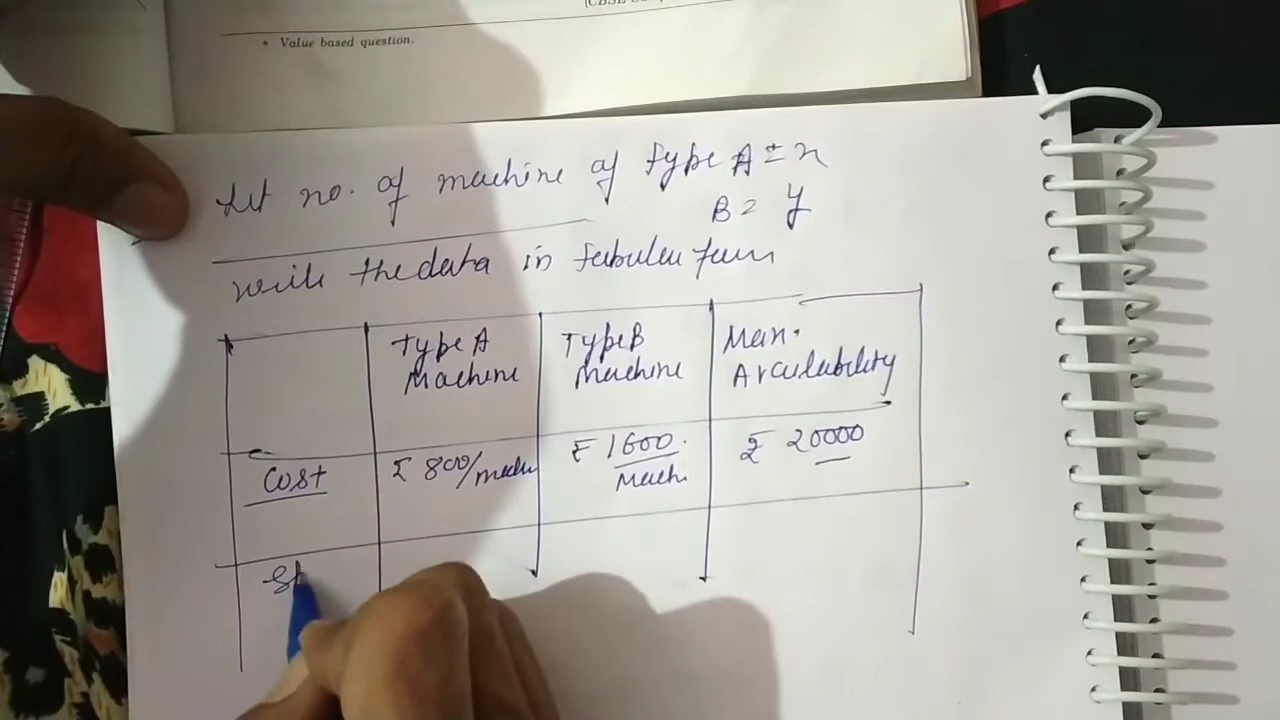 * Value based question.
Let no. of machine of type A = x
B = y
write the data in tabular form
Type A Machine
Type B Machine
Max. Availability
Cost
₹ 800/mach
₹ 1600 / Mach.
₹ 20000